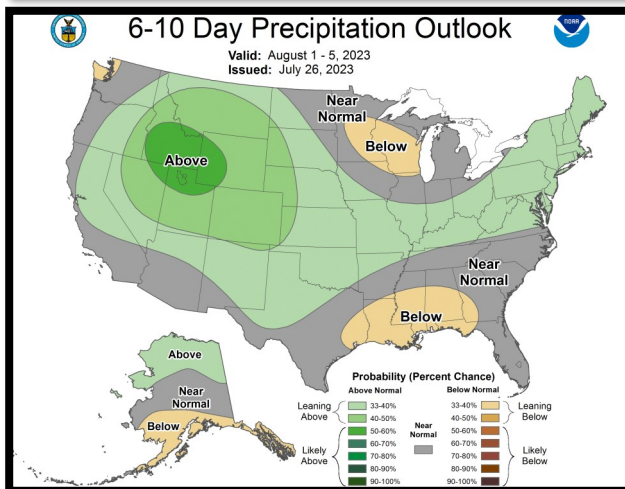 6-10 Day Precipitation Outlook
Valid: August 1 - 5, 2023
Issued: July 26, 2023
NOAA
Near
Normal
Below
Above
Near
Normal
Below
Above
Near
Normal
Below
Probability (Percent Chance)
Above Normal
Below Normal
Leaning
Above
33-40%
40-50%
Likely
Above
50-60%
60-70%
70-80%
80-90%
90-100%
Near
Normal
33-40%
40-50%
Leaning
Below
50-60%
60-70%
70-80%
80-90%
90-100%
Likely
Below